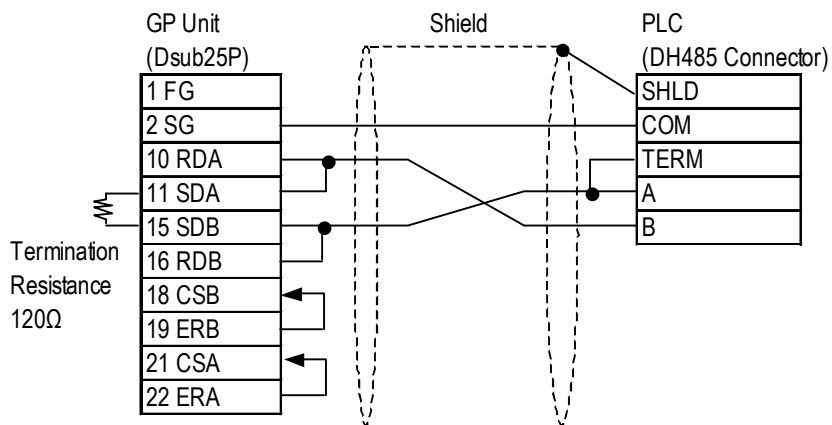 GP Unit
(Dsub25P)
Shield
PLC
(DH485 Connector)
1 FG
2 SG
10 RDA
11 SDA
15 SDB
16 RDB
18 CSB
19 ERB
21 CSA
22 ERA
SHLD
COM
TERM
A
B
Termination
Resistance
120Ω